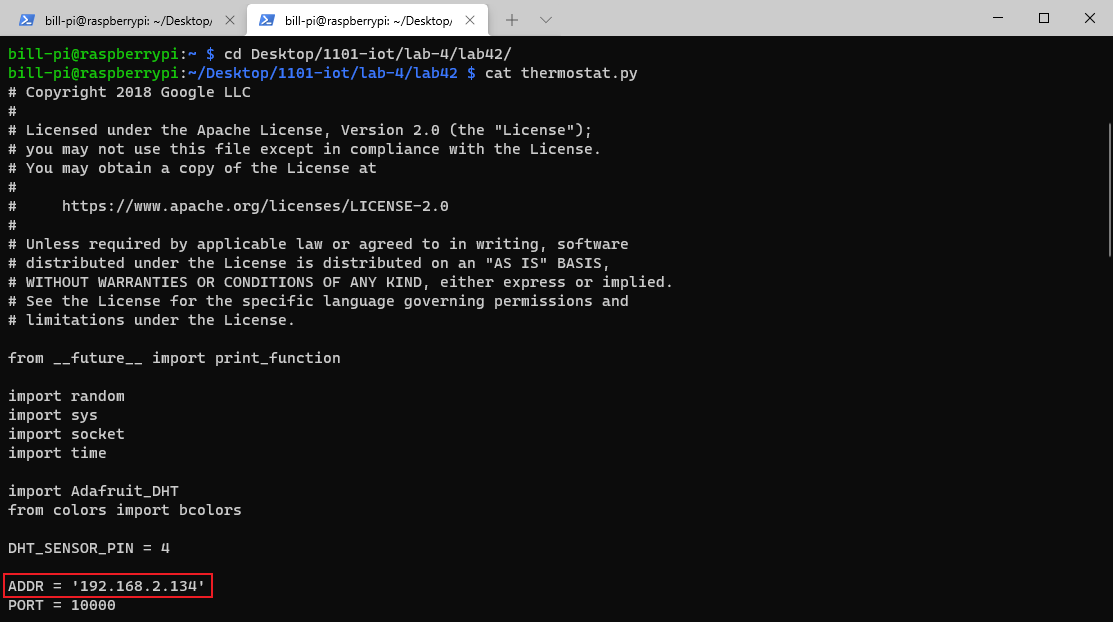 bill-pi@raspberrypi: ~/Desktop/
bill-pi@raspberrypi: ~/Desktop/
bill-pi@raspberrypi:~ $ cd Desktop/1101-iot/lab-4/lab42/
bill-pi@raspberrypi:~/Desktop/1101-iot/lab-4/lab42 $ cat thermostat.py
# Copyright 2018 Google LLC
#
# Licensed under the Apache License, Version 2.0 (the "License");
# you may not use this file except in compliance with the License.
# You may obtain a copy of the License at
#
#     https://www.apache.org/licenses/LICENSE-2.0
#
# Unless required by applicable law or agreed to in writing, software
# distributed under the License is distributed on an "AS IS" BASIS,
# WITHOUT WARRANTIES OR CONDITIONS OF ANY KIND, either express or implied.
# See the License for the specific language governing permissions and
# limitations under the License.
from __future__ import print_function
import random
import sys
import socket
import time
import Adafruit_DHT
from colors import bcolors
DHT_SENSOR_PIN = 4
ADDR = '192.168.2.134'
PORT = 10000